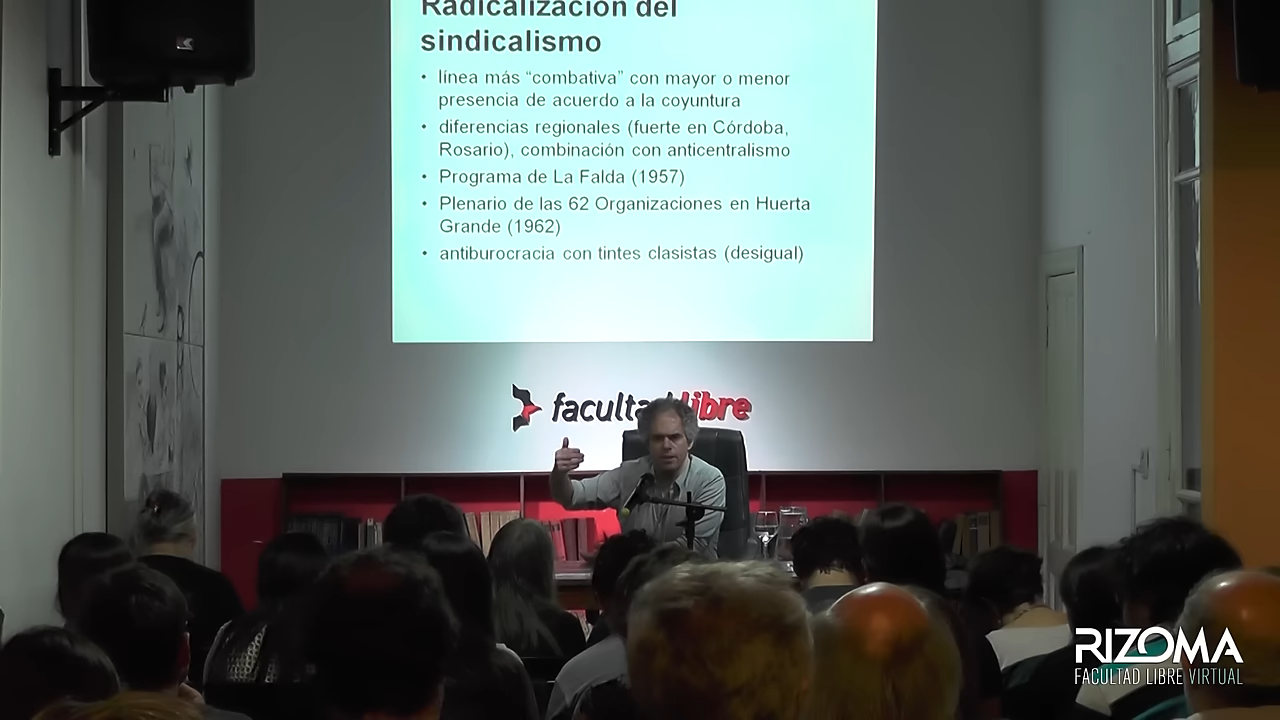 Radicalización del
sindicalismo
• línea más “combativa” con mayor o menor
presencia de acuerdo a la coyuntura
• diferencias regionales (fuerte en Córdoba,
Rosario), combinación con anticentralismo
• Programa de La Falda (1957)
• Plenario de las 62 Organizaciones en Huerta
Grande (1962)
• antiburocracia con tintes clasistas (desigual)
facultad libre
RIZOMA
FACULTAD LIBRE VIRTUAL